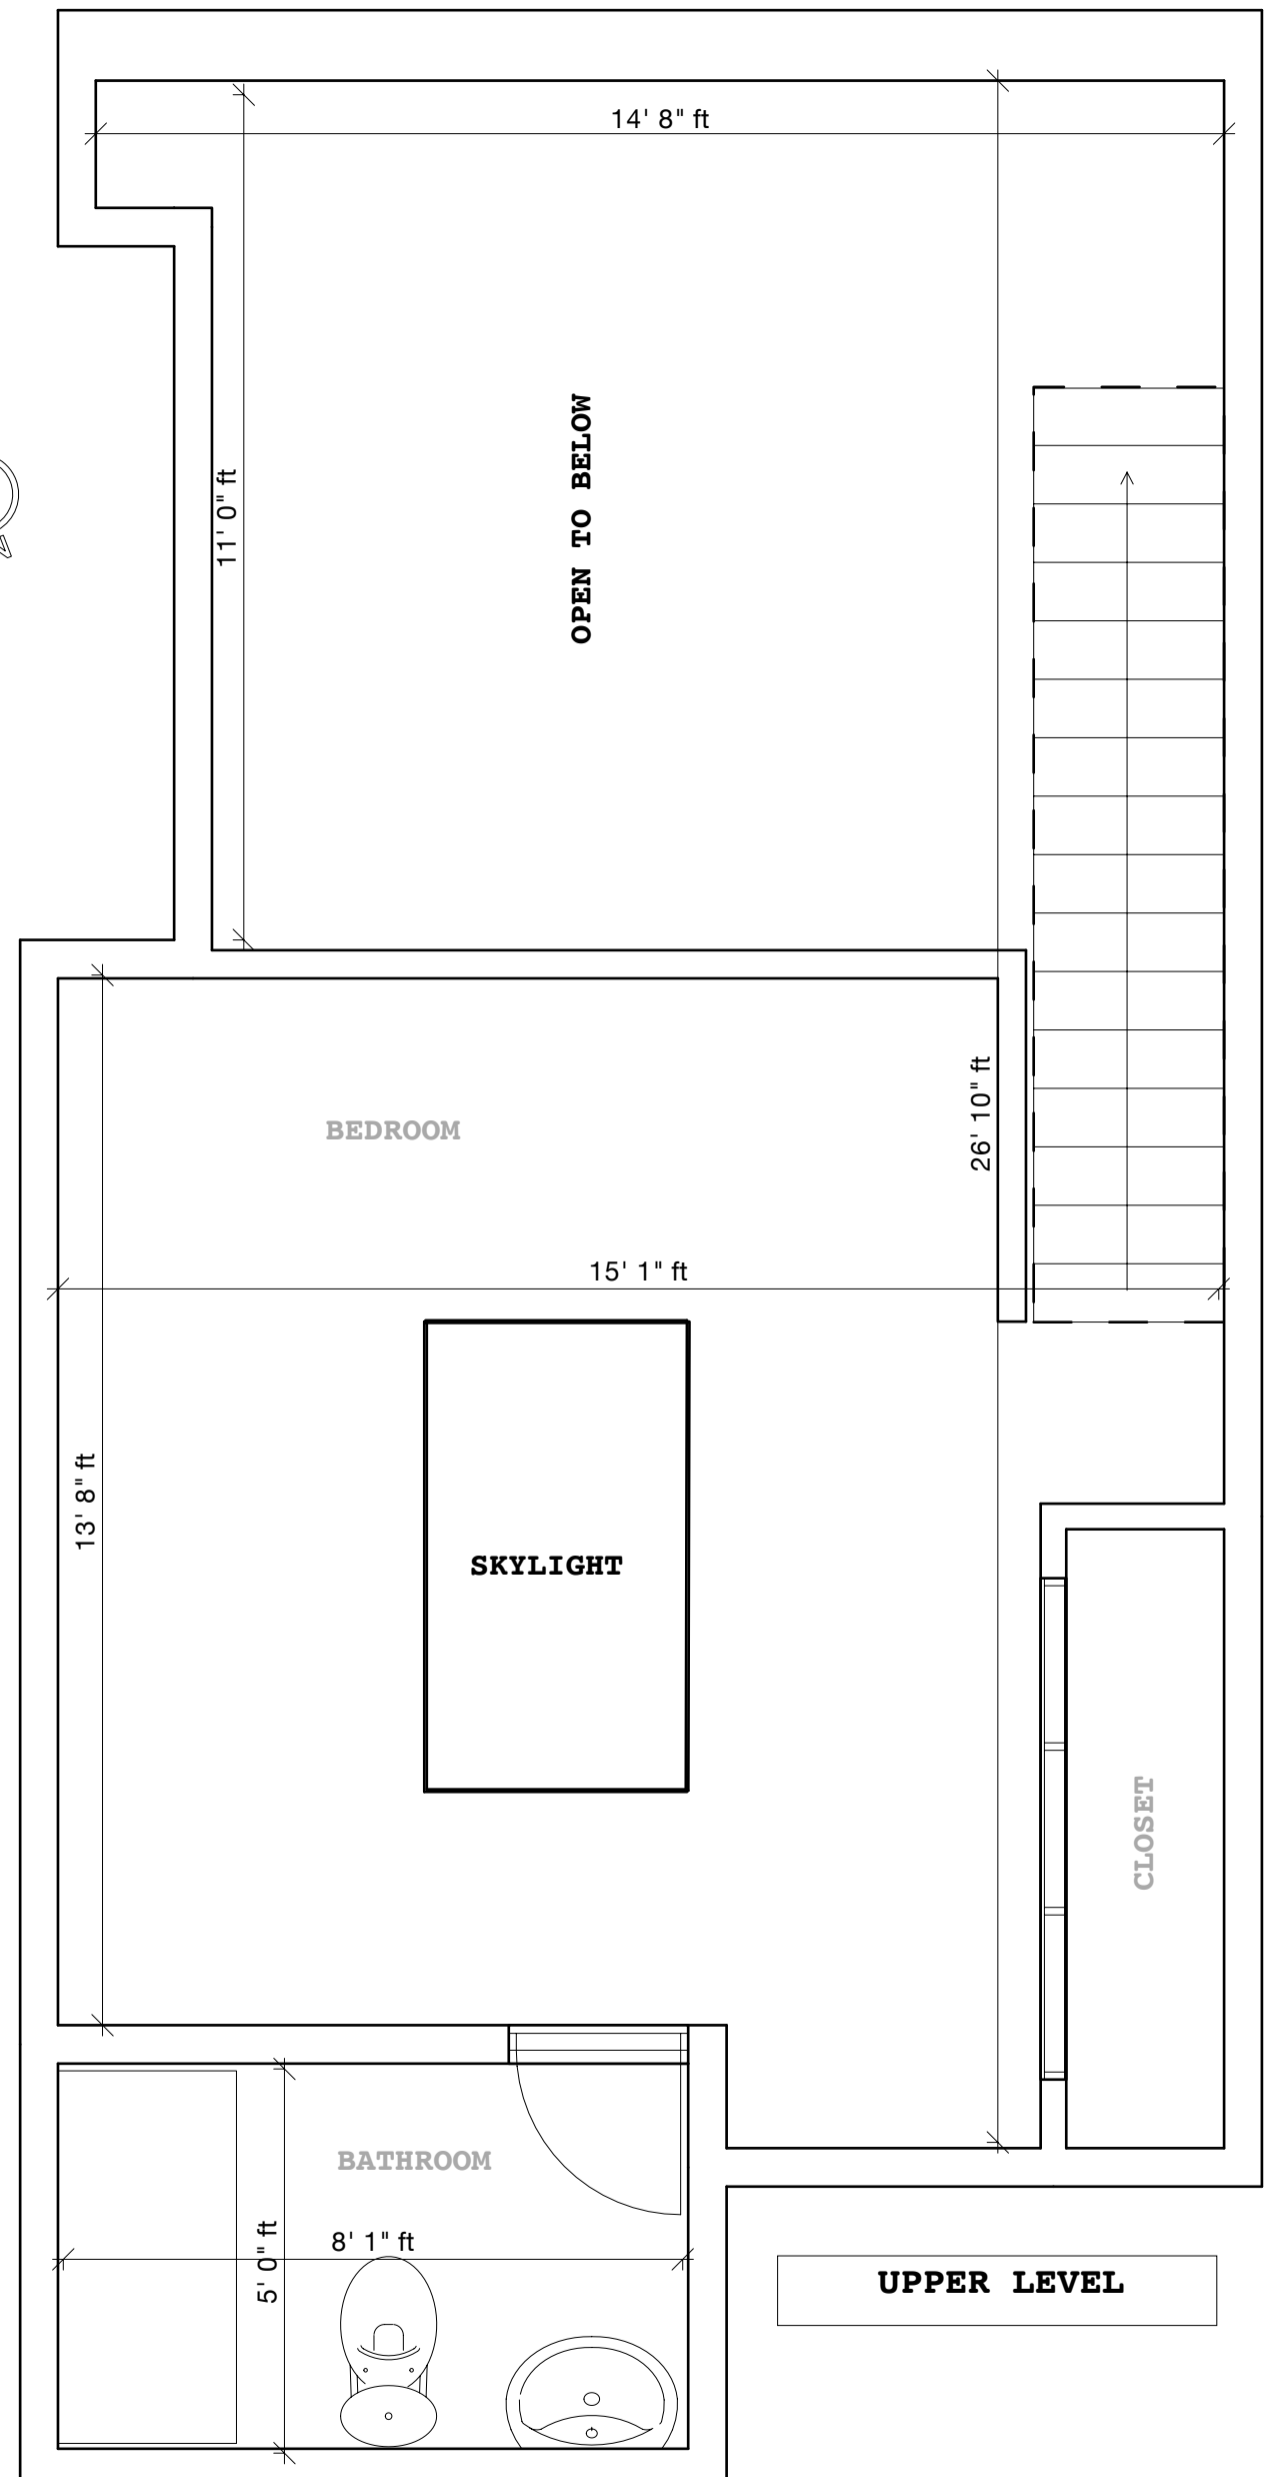 14' 8" ft
11' 0" ft
OPEN TO BELOW
BEDROOM
26' 10" ft
15' 1" ft
13' 8" ft
SKYLIGHT
CLOSET
BATHROOM
8' 1" ft
5' 0" ft
UPPER LEVEL